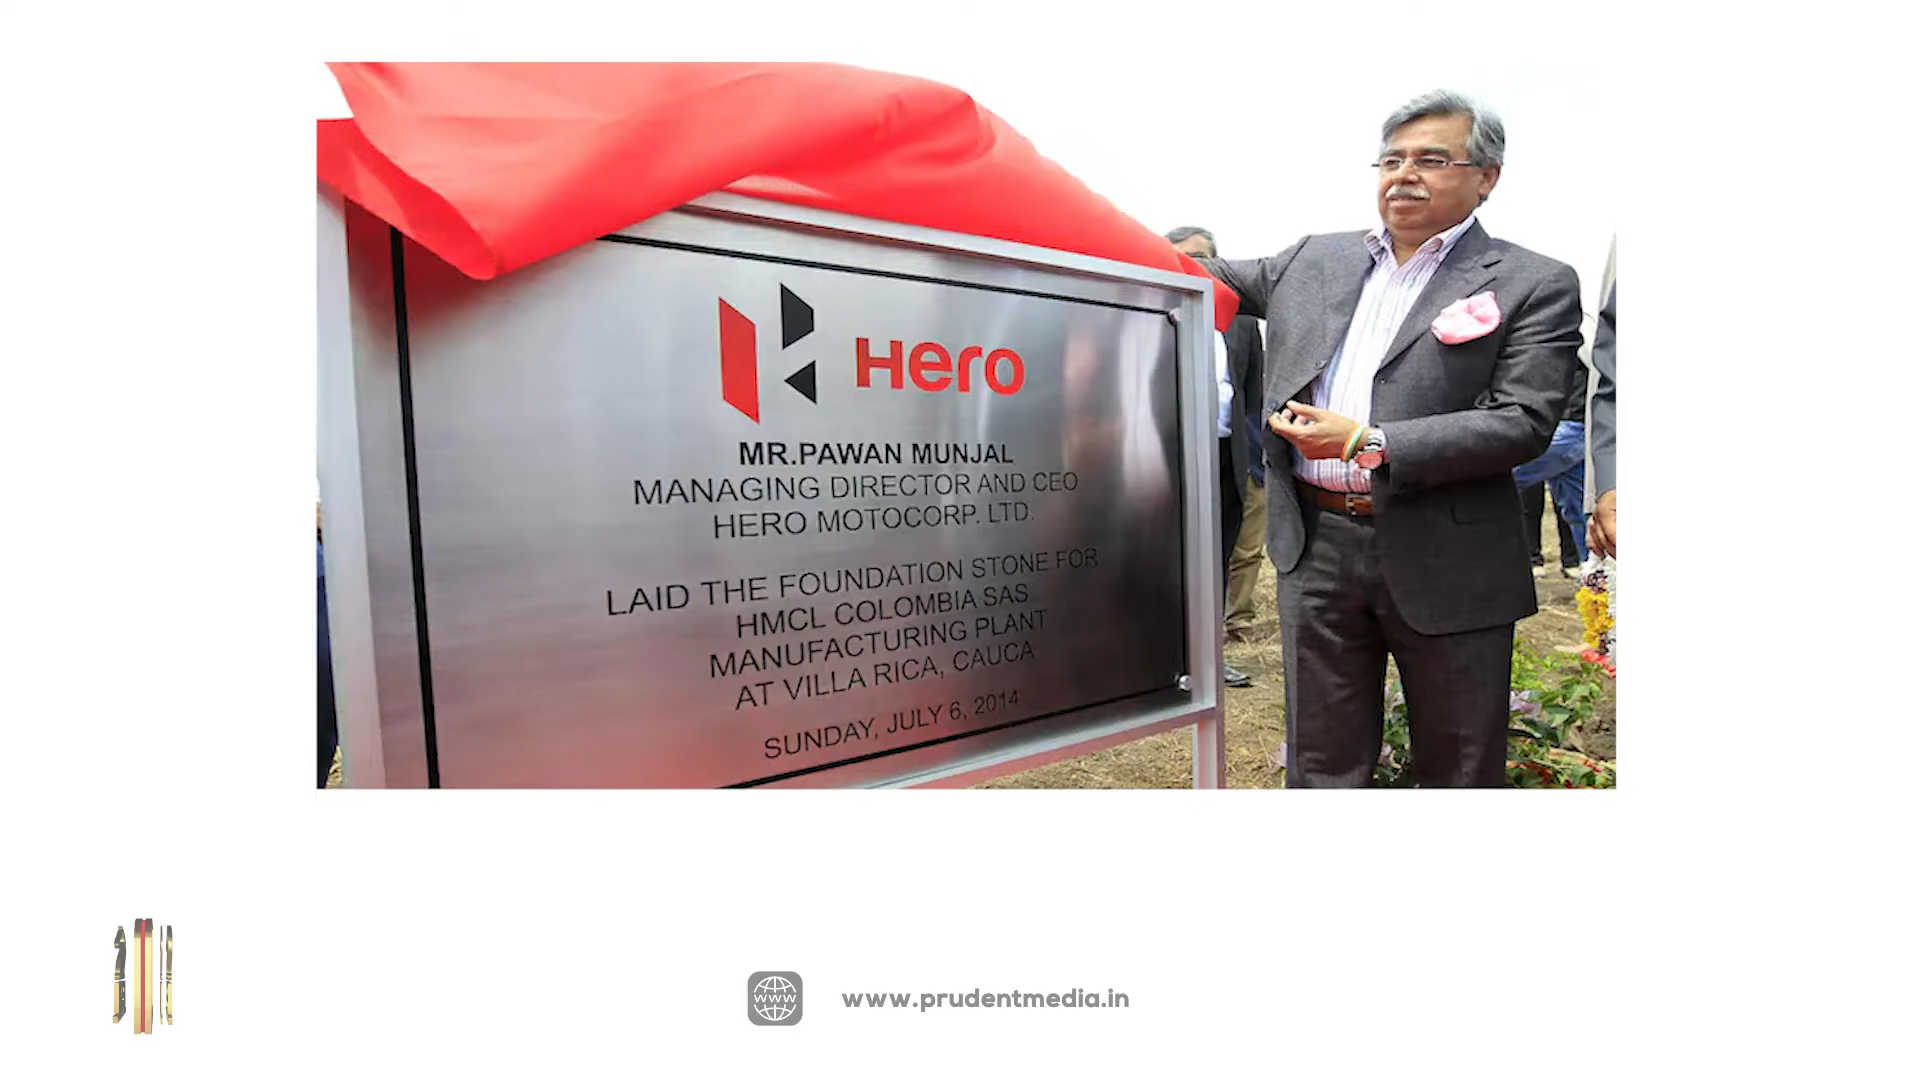 Hero
MR.PAWAN MUNJAL
MANAGING DIRECTOR AND CEO
HERO MOTOCORP. LTD.
LAID THE FOUNDATION STONE FOR
HMCL COLOMBIA SAS
MANUFACTURING PLANT
AT VILLA RICA, CAUCA
SUNDAY, JULY 6, 2014
www
www.prudentmedia.in